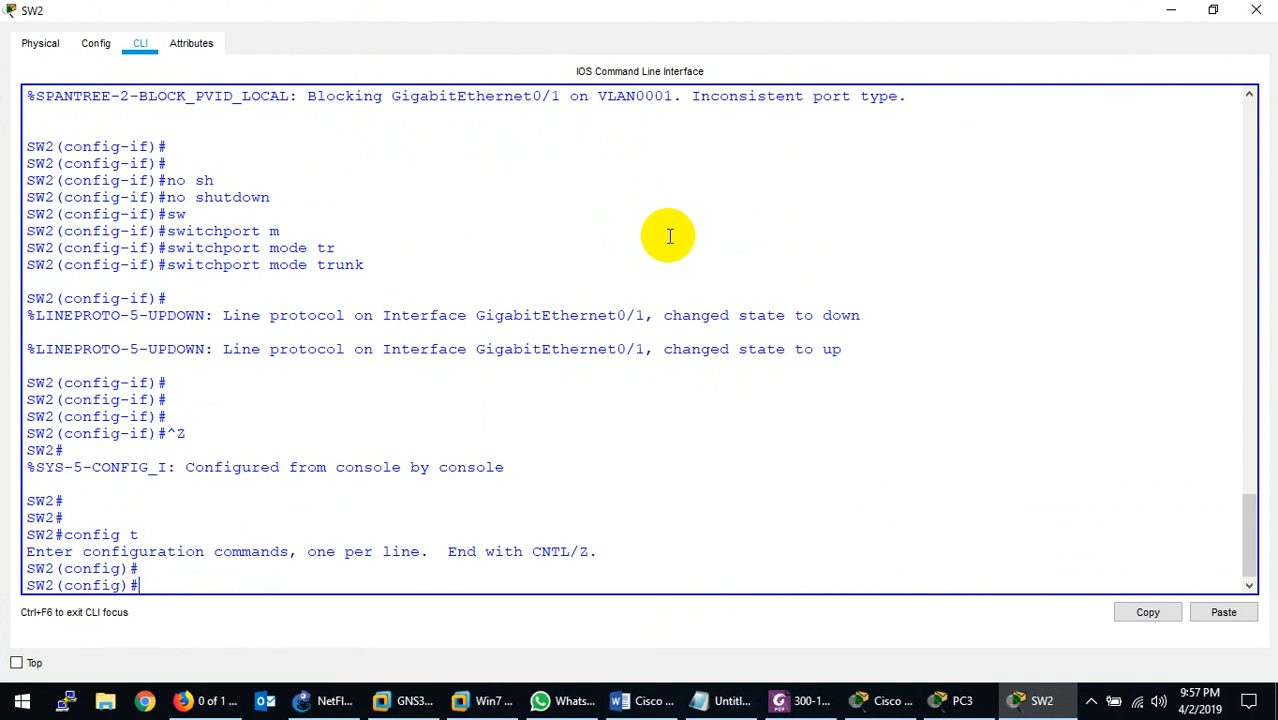 SW2
Physical Config CLI Attributes
IOS Command Line Interface
%SPANTREE-2-BLOCK_PVID_LOCAL: Blocking GigabitEthernet0/1 on VLAN0001. Inconsistent port type.
SW2(config-if)#
SW2(config-if)#
SW2(config-if)#no sh
SW2(config-if)#no shutdown
SW2(config-if)#sw
SW2(config-if)#switchport m
SW2(config-if)#switchport mode tr
SW2(config-if)#switchport mode trunk
SW2(config-if)#
%LINEPROTO-5-UPDOWN: Line protocol on Interface GigabitEthernet0/1, changed state to down
%LINEPROTO-5-UPDOWN: Line protocol on Interface GigabitEthernet0/1, changed state to up
SW2(config-if)#
SW2(config-if)#
SW2(config-if)#
SW2(config-if)#^Z
SW2#
%SYS-5-CONFIG_I: Configured from console by console
SW2#
SW2#
SW2#config t
Enter configuration commands, one per line. End with CNTL/Z.
SW2(config)#
SW2(config)#
Ctrl+F6 to exit CLI focus
Copy Paste
Top
0 of 1 ... NetFl... GNS3... Win7 ... Whats... Cisco ... Untitl... 300-1... Cisco ... PC3 SW2
9:57 PM
4/2/2019